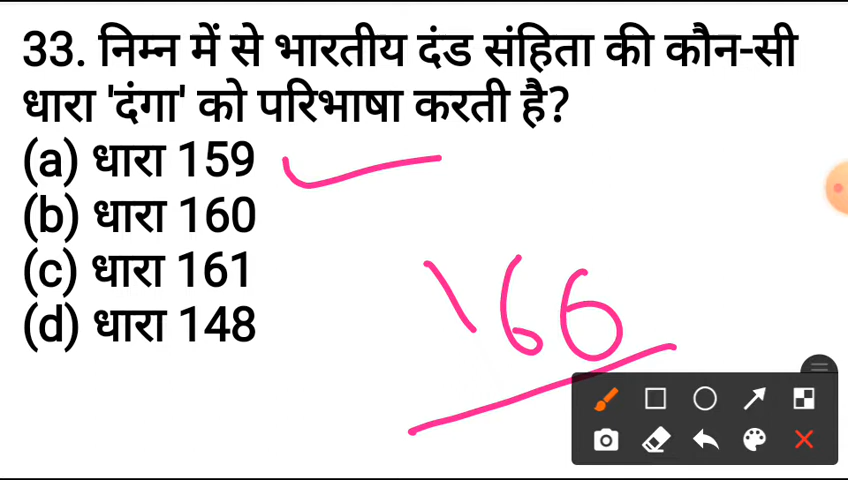 33. निम्न में से भारतीय दंड संहिता की कौन-सी
धारा 'दंगा' को परिभाषा करती है?
(a) धारा 159
(b) धारा 160
(c) धारा 161
(d) धारा 148
166